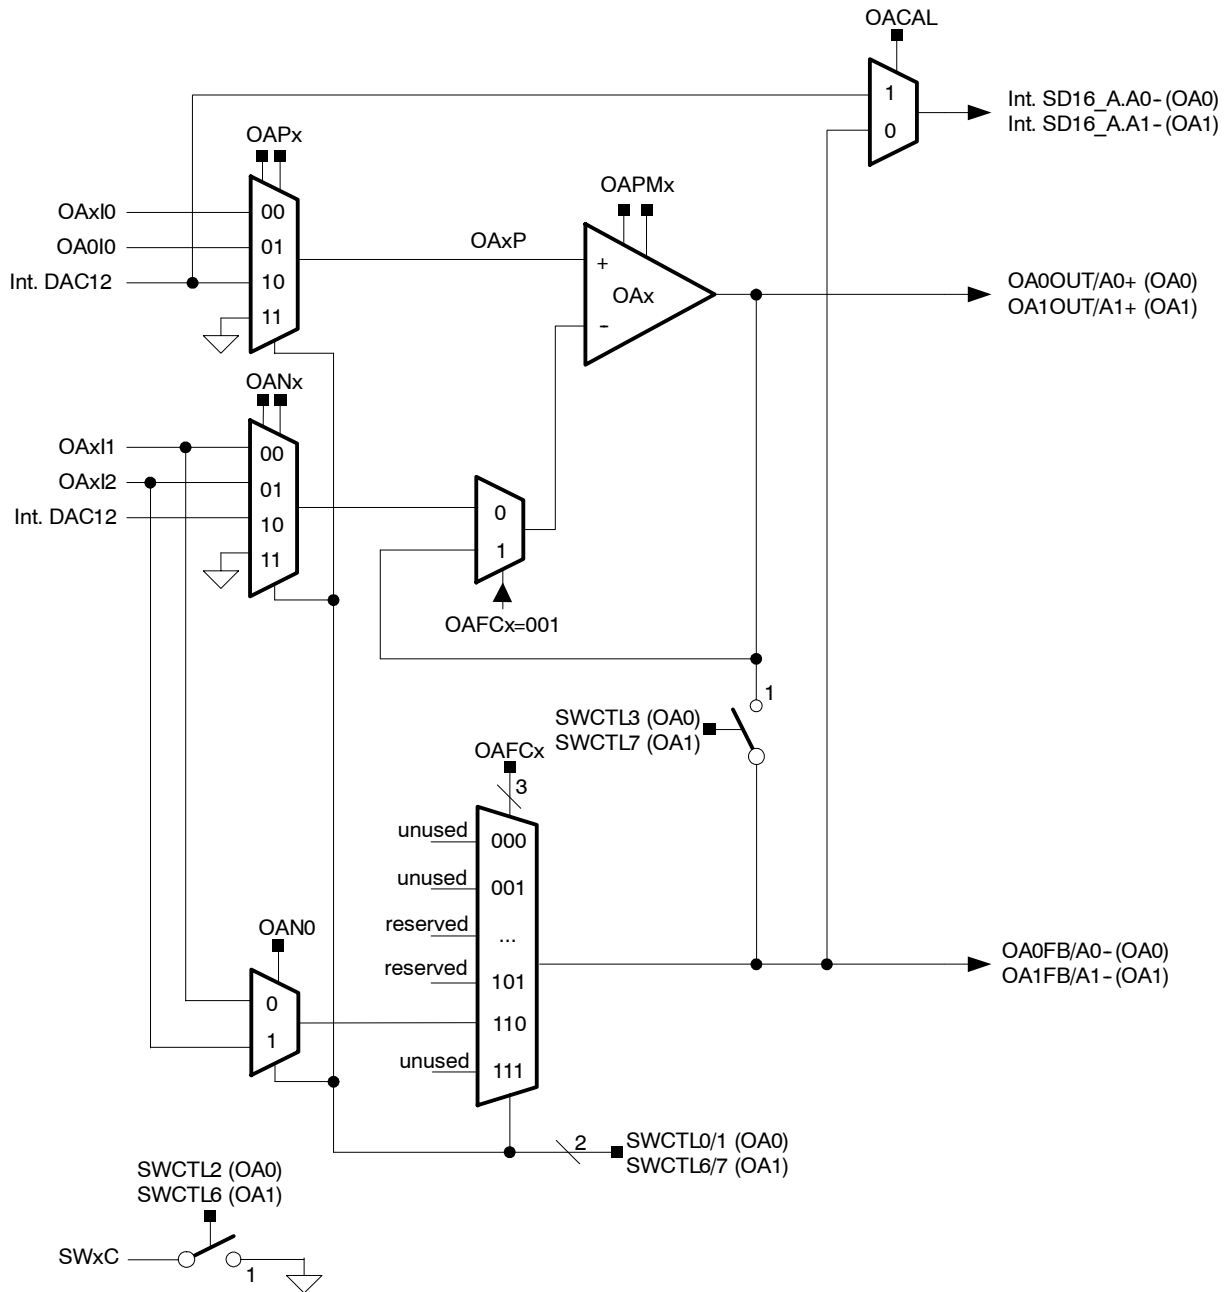 OACAL
1
0
Int. SD16_A.A0-(OA0)
Int. SD16_A.A1-(OA1)
OAPx
OAxI0
OA0I0
Int. DAC12
00
01
10
11
OAxP
OAPMx
+
OAx
-
OA0OUT/A0+ (OA0)
OA1OUT/A1+ (OA1)
OANx
OAxI1
OAxI2
Int. DAC12
00
01
10
11
0
1
OAFCx=001
1
SWCTL3 (OA0)
SWCTL7 (OA1)
OAFCx
3
unused
000
unused
001
reserved
...
reserved
101
110
unused
111
OAN0
0
1
OA0FB/A0-(OA0)
OA1FB/A1-(OA1)
2
SWCTL0/1 (OA0)
SWCTL6/7 (OA1)
SWCTL2 (OA0)
SWCTL6 (OA1)
SWxC
1